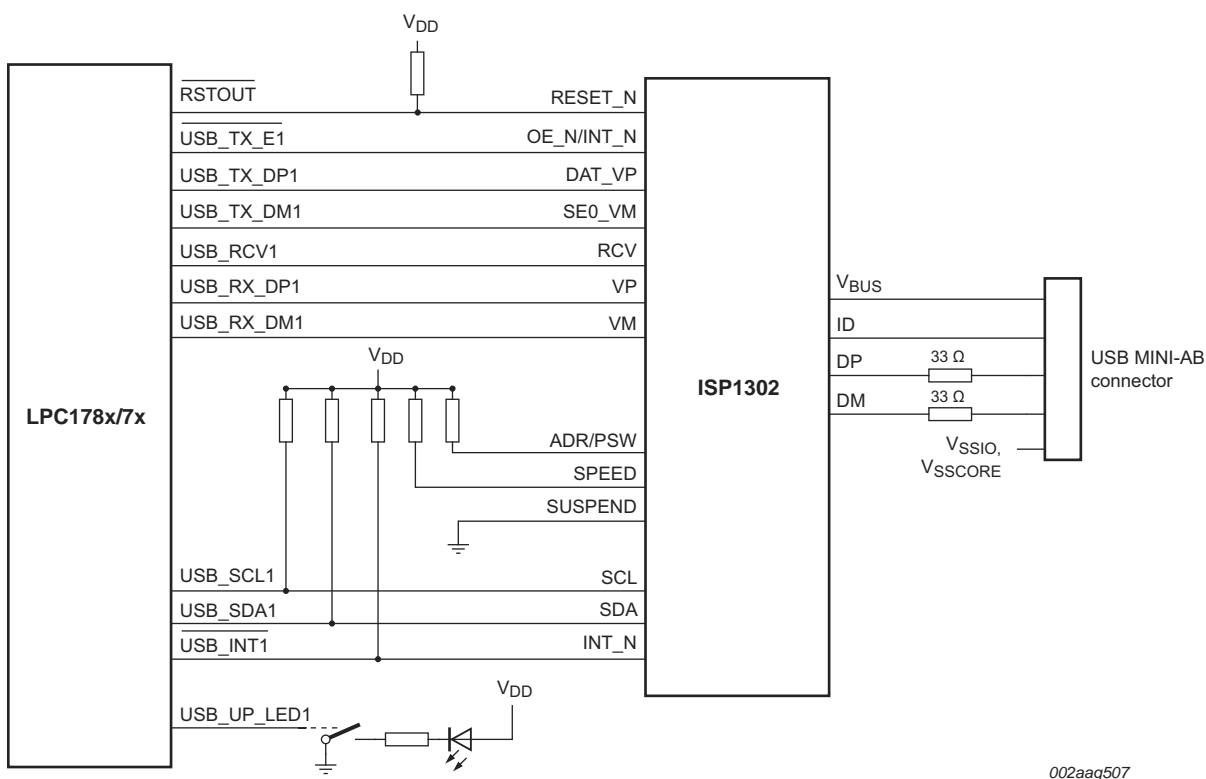 VDD
RSTOUT RESET_N
USB_TX_E1 OE_N/INT_N
USB_TX_DP1 DAT_VP
USB_TX_DM1 SE0_VM
USB_RCV1 RCV
USB_RX_DP1 VP
USB_RX_DM1 VM
VDD
LPC178x/7x
ISP1302
ADR/PSW
SPEED
SUSPEND
USB_SCL1 SCL
USB_SDA1 SDA
USB_INT1 INT_N
USB_UP_LED1
VDD
VBUS
ID
DP 33 Ω
DM 33 Ω
VSSIO,
VSSCORE
USB MINI-AB
connector
002aag507